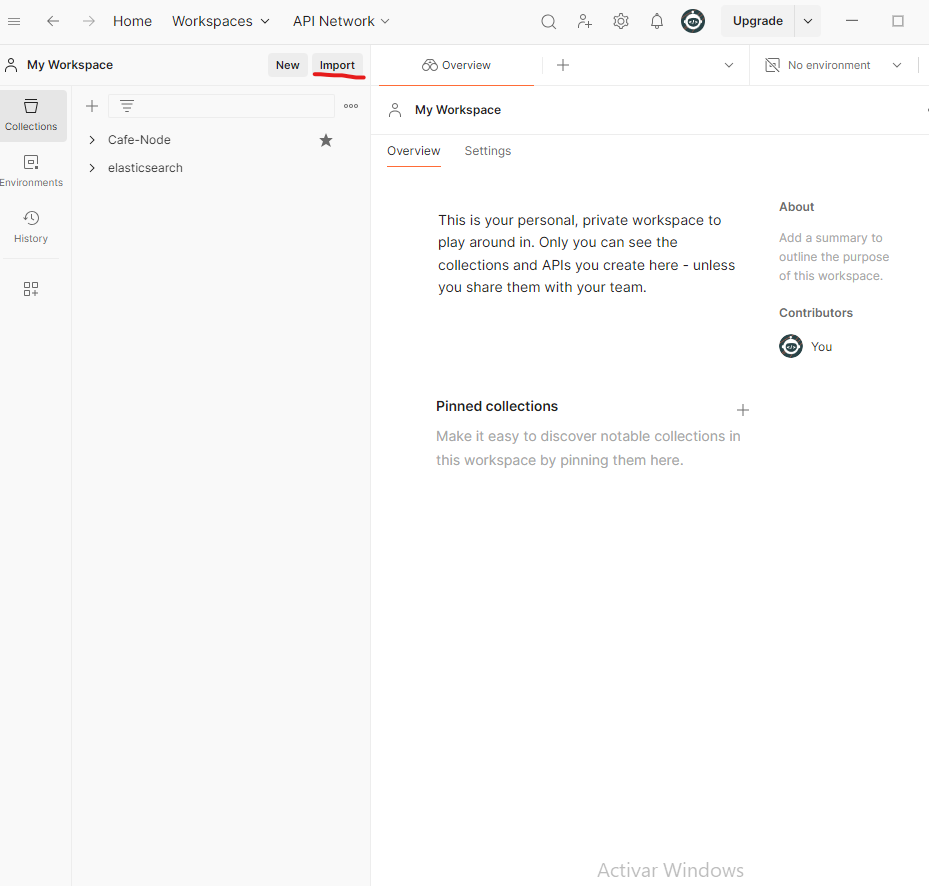 Home Workspaces API Network Upgrade
My Workspace New Import Overview No environment
Collections
Environments
History
Cafe-Node
elasticsearch
My Workspace
Overview Settings
This is your personal, private workspace to
play around in. Only you can see the
collections and APIs you create here - unless
you share them with your team.
Pinned collections
Make it easy to discover notable collections in
this workspace by pinning them here.
About
Add a summary to
outline the purpose
of this workspace.
Contributors
You
Activar Windows